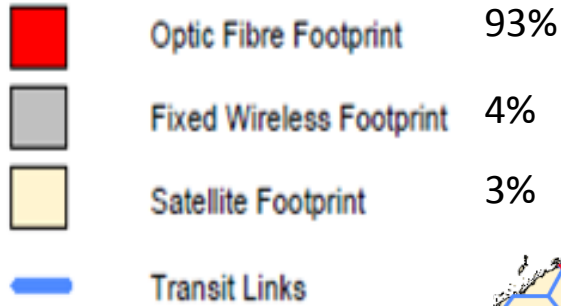 Optic Fibre Footprint 93%
Fixed Wireless Footprint 4%
Satellite Footprint 3%
Transit Links